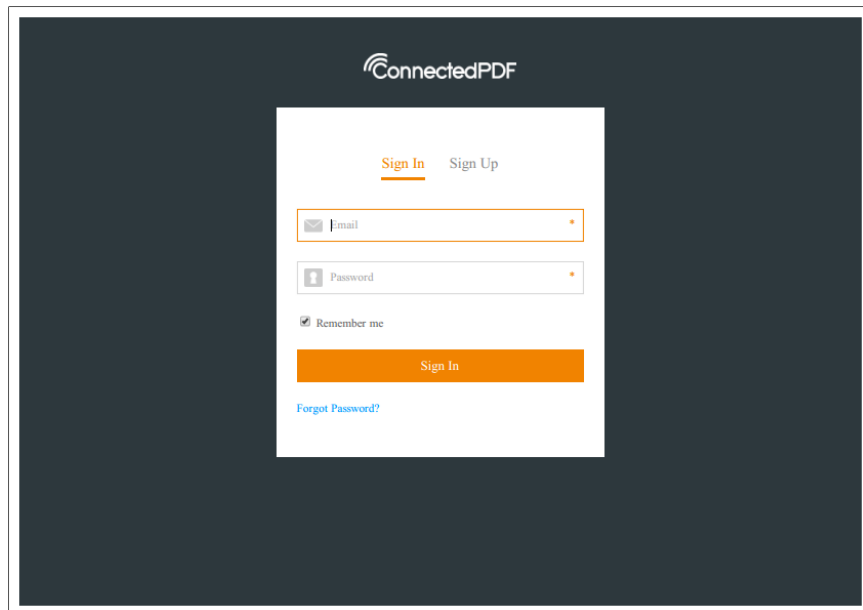 ConnectedPDF
Sign In Sign Up
Email *
Password *
Remember me
Sign In
Forgot Password?